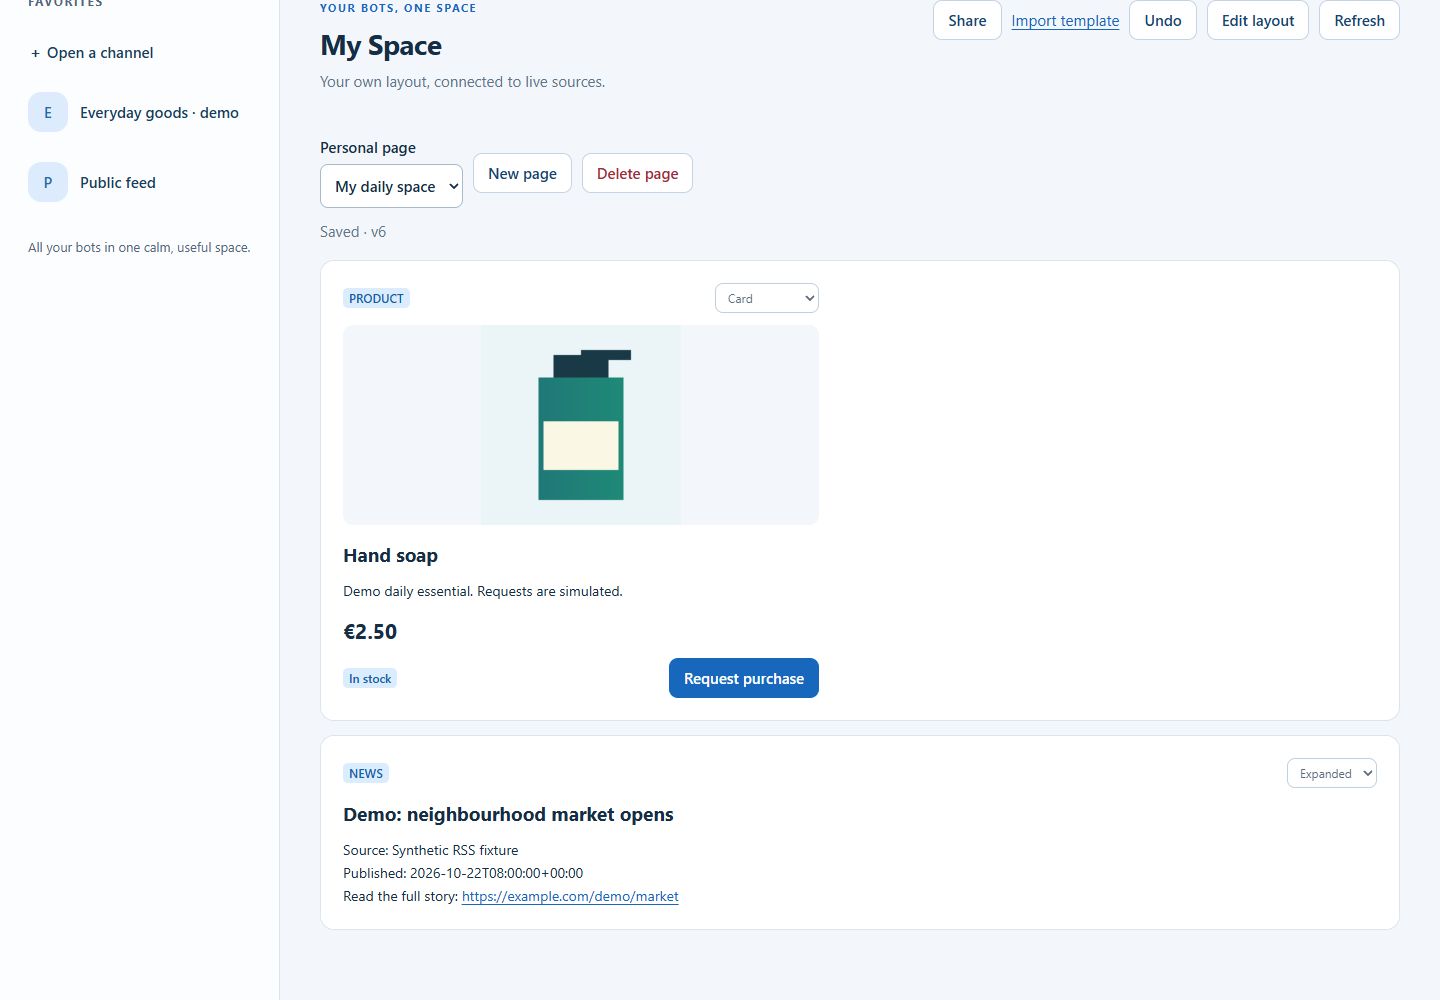 FAVORITES
+ Open a channel
E Everyday goods · demo
P Public feed
All your bots in one calm, useful space.
YOUR BOTS, ONE SPACE
My Space
Your own layout, connected to live sources.
Share Import template Undo Edit layout Refresh
Personal page
My daily space New page Delete page
Saved · v6
PRODUCT Card
Hand soap
Demo daily essential. Requests are simulated.
€2.50
In stock Request purchase
NEWS Expanded
Demo: neighbourhood market opens
Source: Synthetic RSS fixture
Published: 2026-10-22T08:00:00+00:00
Read the full story: https://example.com/demo/market